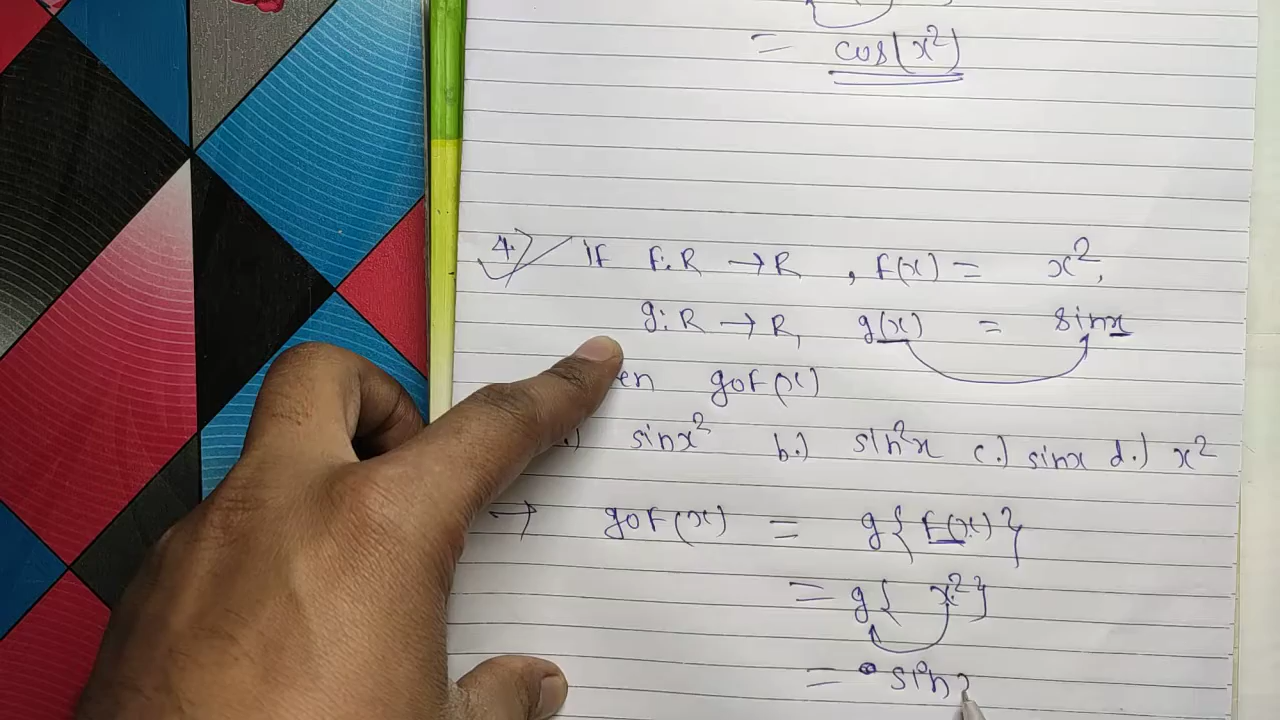 = cos(x²)
4) If f: R → R, f(x) = x²,
g: R → R, g(x) = sinx
en gof(x)
.) sinx² b.) sin²x c.) sinx d.) x²
⇒ gof(x) = g{f(x)}
= g{x²}
= sin